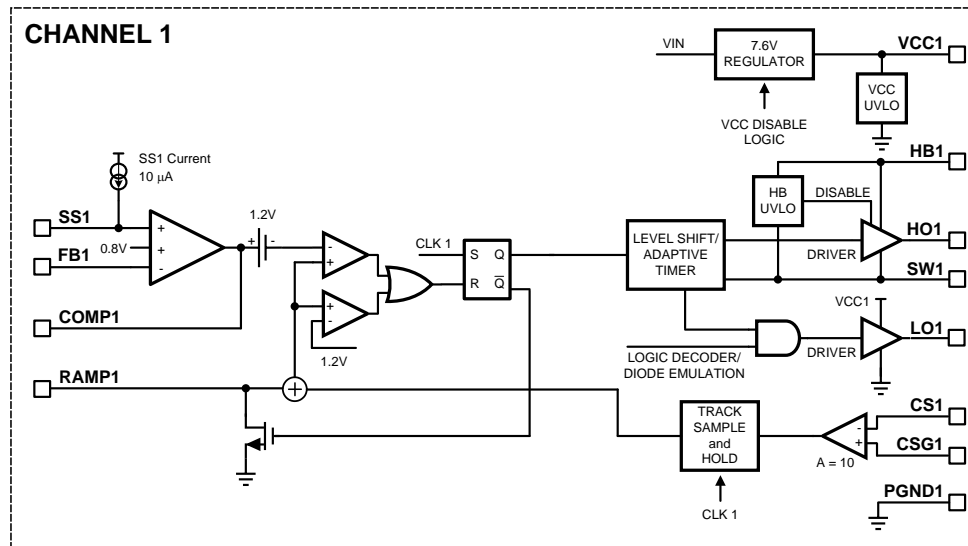 CHANNEL 1
VIN
7.6V
REGULATOR
VCC1
VCC
UVLO
VCC DISABLE
LOGIC
SS1 Current
10 μA
HB1
HB
UVLO
DISABLE
SS1
+
0.8V
+
FB1
-
1.2V
+ -
-
+
CLK 1
S Q
R Q̅
LEVEL SHIFT/
ADAPTIVE
TIMER
DRIVER
HO1
SW1
COMP1
+
-
1.2V
VCC1
LO1
LOGIC DECODER/
DIODE EMULATION
DRIVER
RAMP1
+
TRACK
SAMPLE
and
HOLD
CS1
-
+
CSG1
A = 10
CLK 1
PGND1